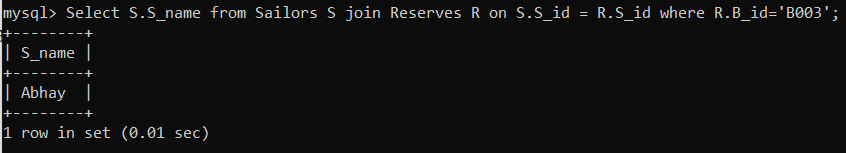 mysql> Select S.S_name from Sailors S join Reserves R on S.S_id = R.S_id where R.B_id='B003';
+--------+
| S_name |
+--------+
| Abhay  |
+--------+
1 row in set (0.01 sec)